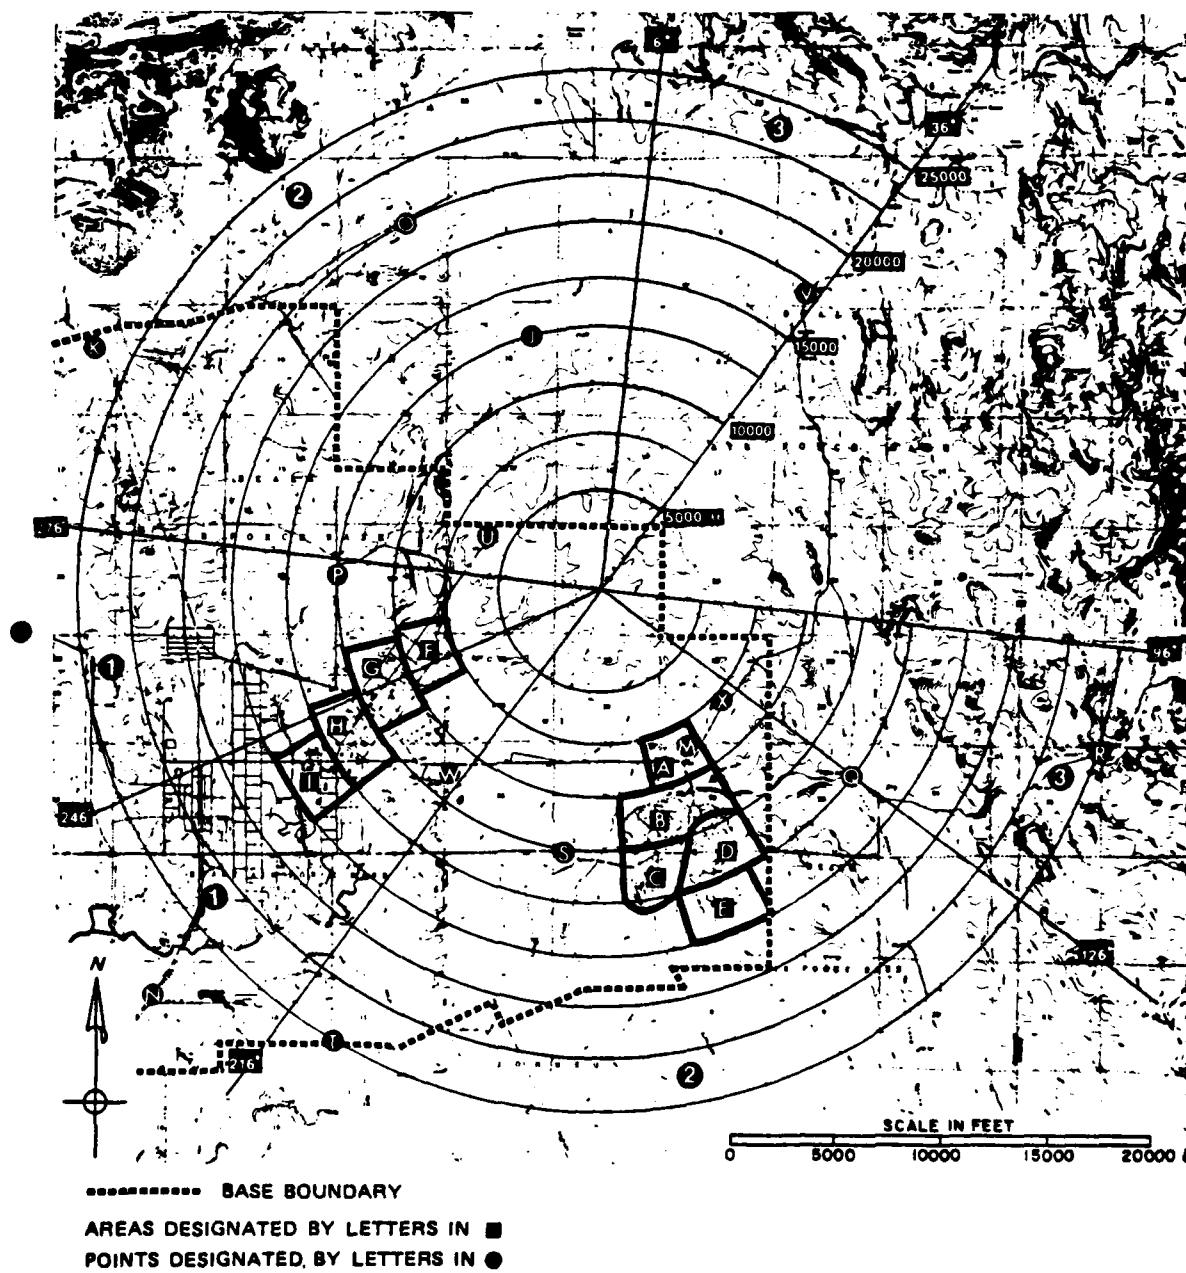 6°
3
36°
25000
2
20000
V
K
J
15000
10000
5000 ft
276°
U
P
F
G
1
96°
X
H
M
A
R
3
I
W
Q
246°
B
S
D
C
E
1
126°
N
N
T
216°
2
SCALE IN FEET
0 5000 10000 15000 20000
BASE BOUNDARY
AREAS DESIGNATED BY LETTERS IN
POINTS DESIGNATED, BY LETTERS IN